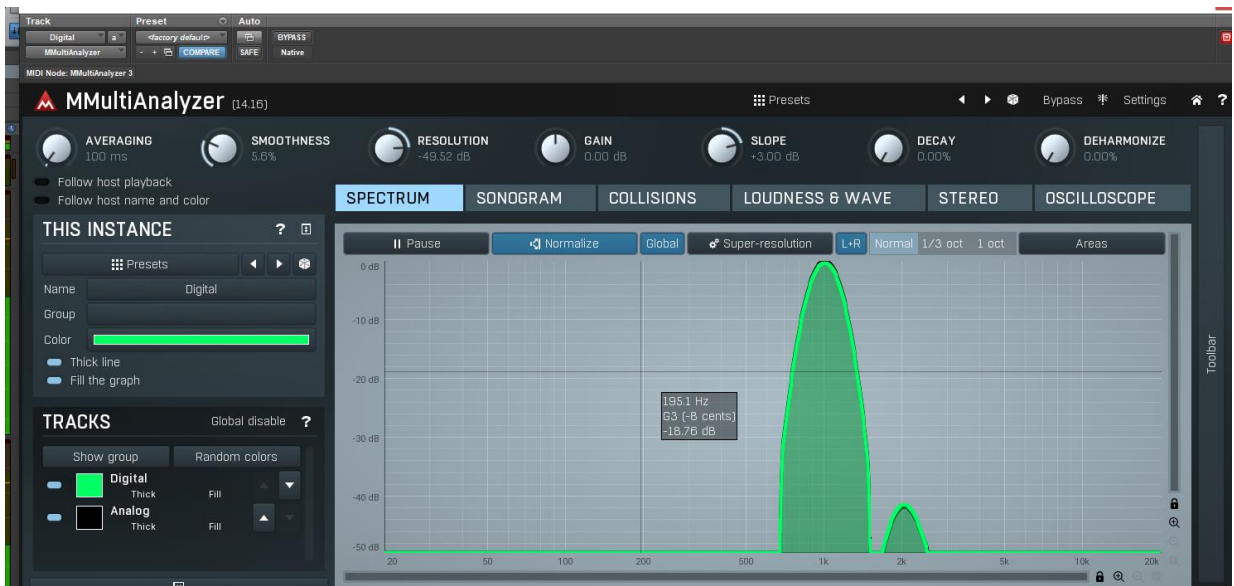 Track Preset Auto
Digital a <factory default> BYPASS
MMultiAnalyzer - + COMPARE SAFE Native
MIDI Node: MMultiAnalyzer 3
MMultiAnalyzer (14.16) Presets Bypass Settings ?
AVERAGING SMOOTHNESS RESOLUTION GAIN SLOPE DECAY DEHARMONIZE
100 ms 5.6% -49.52 dB 0.00 dB +3.00 dB 0.00% 0.00%
Follow host playback
Follow host name and color
SPECTRUM SONOGRAM COLLISIONS LOUDNESS & WAVE STEREO OSCILLOSCOPE
THIS INSTANCE ?
Presets
Name Digital
Group
Color
Thick line
Fill the graph
TRACKS Global disable ?
Show group Random colors
Digital
Thick Fill
Analog
Thick Fill
Pause Normalize Global Super-resolution L+R Normal 1/3 oct 1 oct Areas
0 dB
-10 dB
-20 dB
-30 dB
-40 dB
-50 dB
195.1 Hz
G3 (-8 cents)
-18.76 dB
20 50 100 200 500 1k 2k 5k 10k 20k
Toolbar